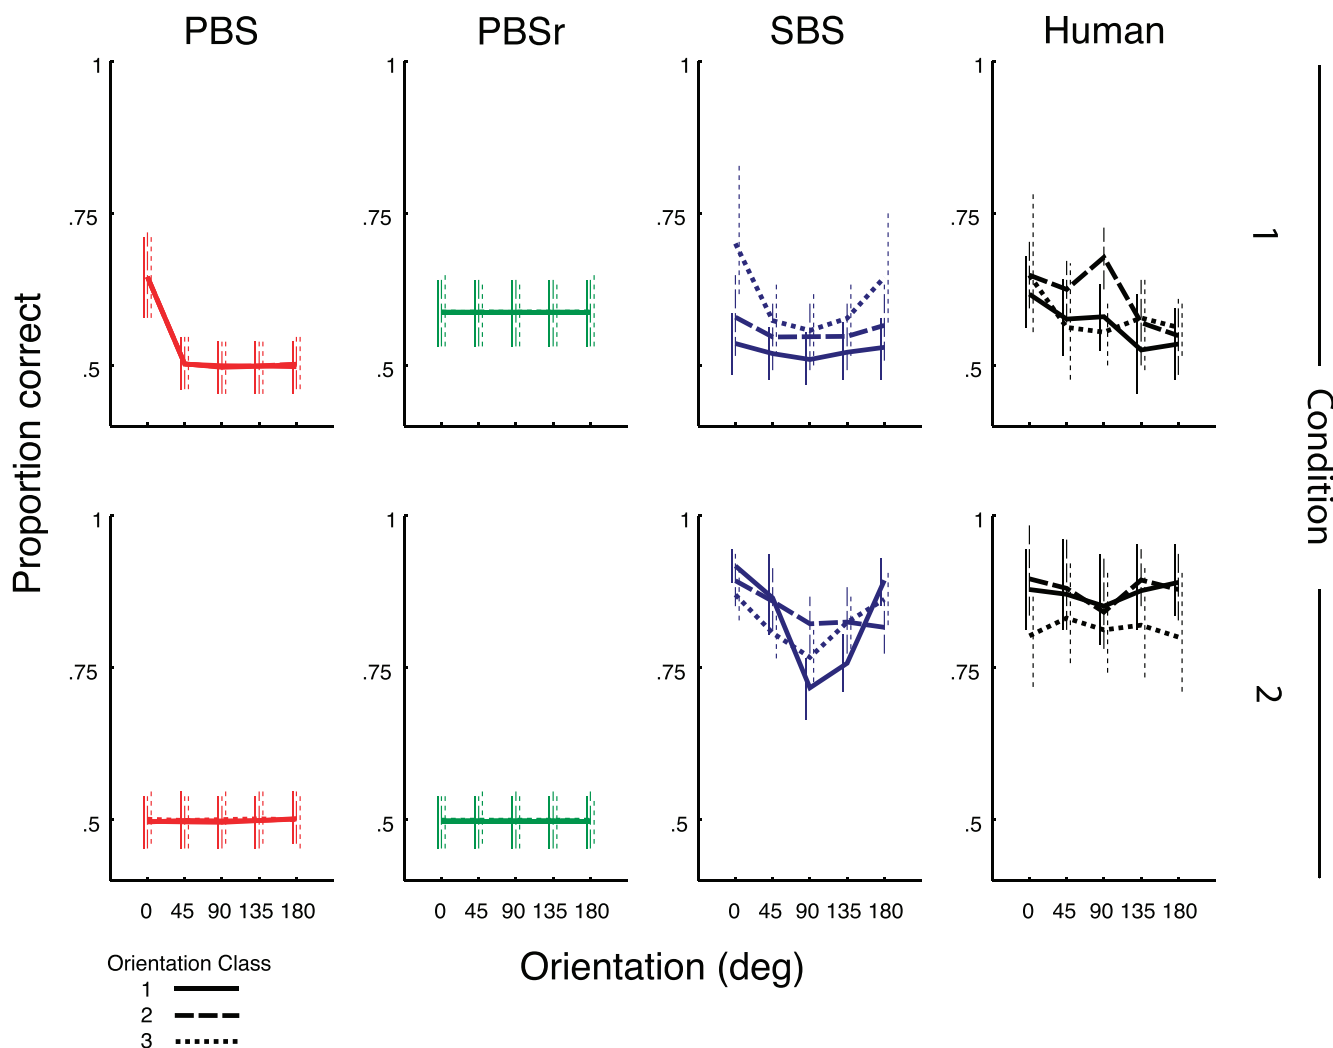 PBS PBSr SBS Human
1 1 1 1
.75 .75 .75 .75
.5 .5 .5 .5
1
Proportion correct
Condition
1 1 1 1
.75 .75 .75 .75
.5 .5 .5 .5
2
0 45 90 135 180 0 45 90 135 180 0 45 90 135 180 0 45 90 135 180
Orientation (deg)
Orientation Class
1
2
3